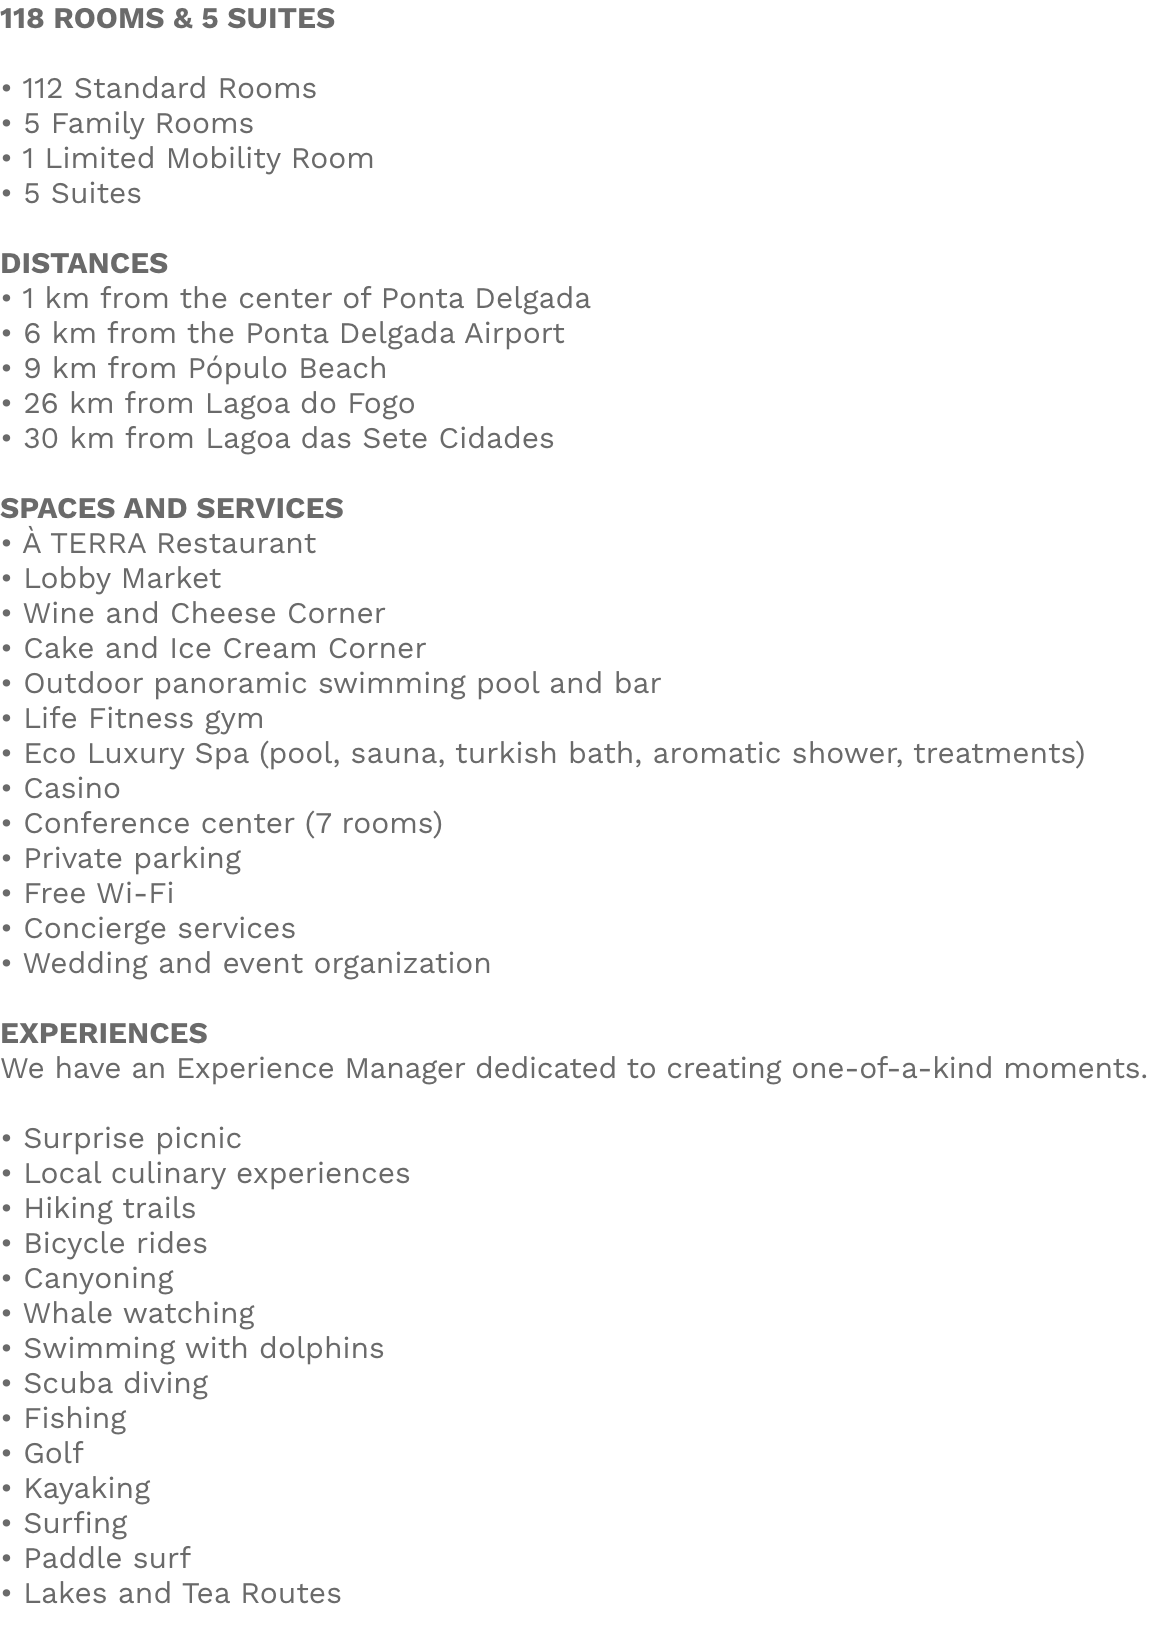 118 ROOMS & 5 SUITES
• 112 Standard Rooms
• 5 Family Rooms
• 1 Limited Mobility Room
• 5 Suites
DISTANCES
• 1 km from the center of Ponta Delgada
• 6 km from the Ponta Delgada Airport
• 9 km from Pópulo Beach
• 26 km from Lagoa do Fogo
• 30 km from Lagoa das Sete Cidades
SPACES AND SERVICES
• À TERRA Restaurant
• Lobby Market
• Wine and Cheese Corner
• Cake and Ice Cream Corner
• Outdoor panoramic swimming pool and bar
• Life Fitness gym
• Eco Luxury Spa (pool, sauna, turkish bath, aromatic shower, treatments)
• Casino
• Conference center (7 rooms)
• Private parking
• Free Wi-Fi
• Concierge services
• Wedding and event organization
EXPERIENCES
We have an Experience Manager dedicated to creating one-of-a-kind moments.
• Surprise picnic
• Local culinary experiences
• Hiking trails
• Bicycle rides
• Canyoning
• Whale watching
• Swimming with dolphins
• Scuba diving
• Fishing
• Golf
• Kayaking
• Surfing
• Paddle surf
• Lakes and Tea Routes